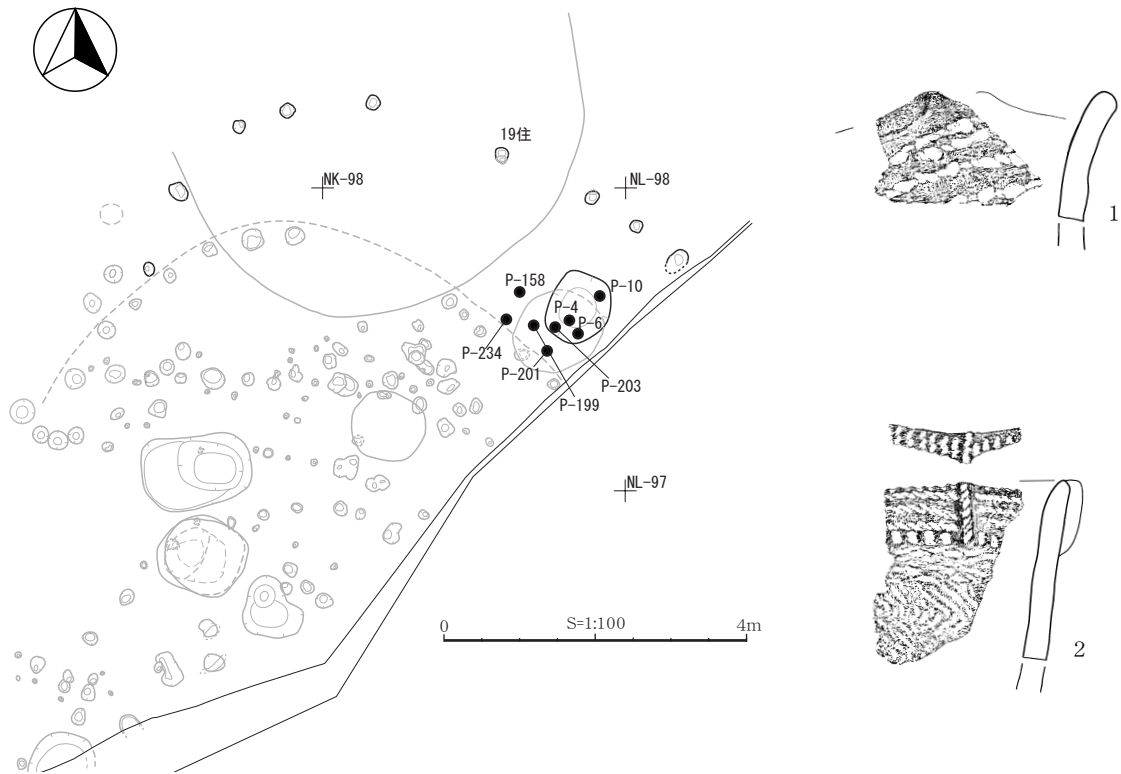 19住
NK-98
NL-98
P-158
P-10
P-4
P-6
P-234
P-201
P-203
P-199
NL-97
0
S=1:100
4m
1
2